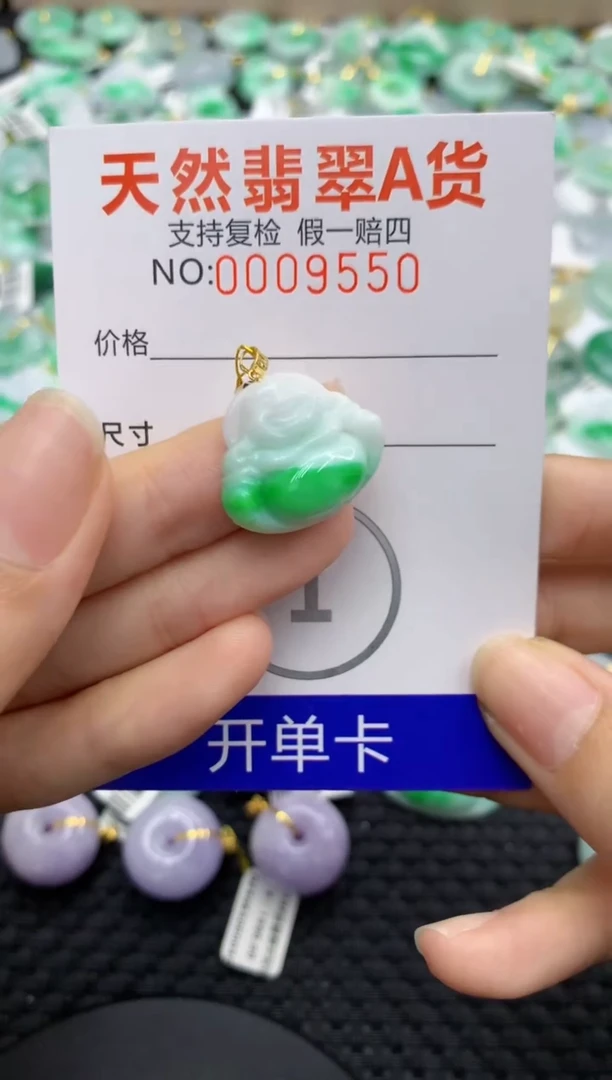 天然翡翠A货
支持复检 假一赔四
NO:0009550
价格
尺寸
1
开单卡